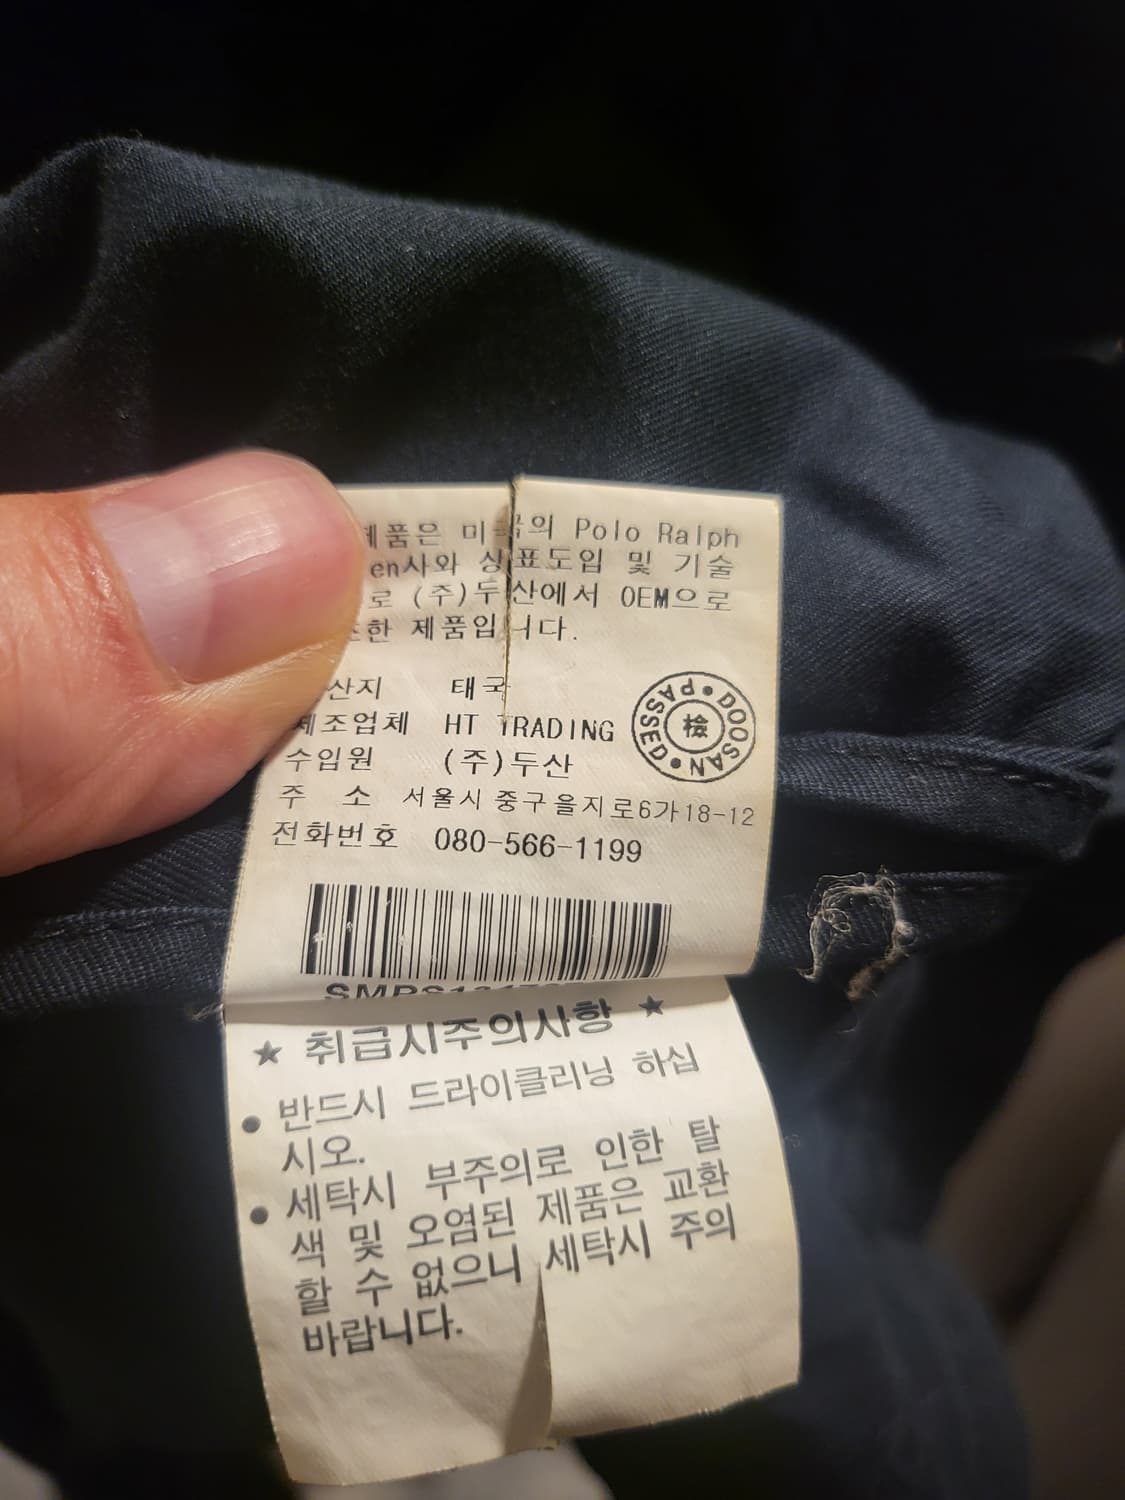 제품은 미국의 Polo Ralph
en사와 상표도입 및 기술
로 (주)두산에서 OEM으로
제품입니다.
산지 태국
제조업체 HT TRADING
수입원 (주)두산
주 소 서울시 중구 을지로6가 18-12
전화번호 080-566-1199
DOOSAN • PASSED •
檢
★ 취급시주의사항 ★
• 반드시 드라이클리닝 하십
시오.
• 세탁시 부주의로 인한 탈
색 및 오염된 제품은 교환
할 수 없으니 세탁시 주의
바랍니다.